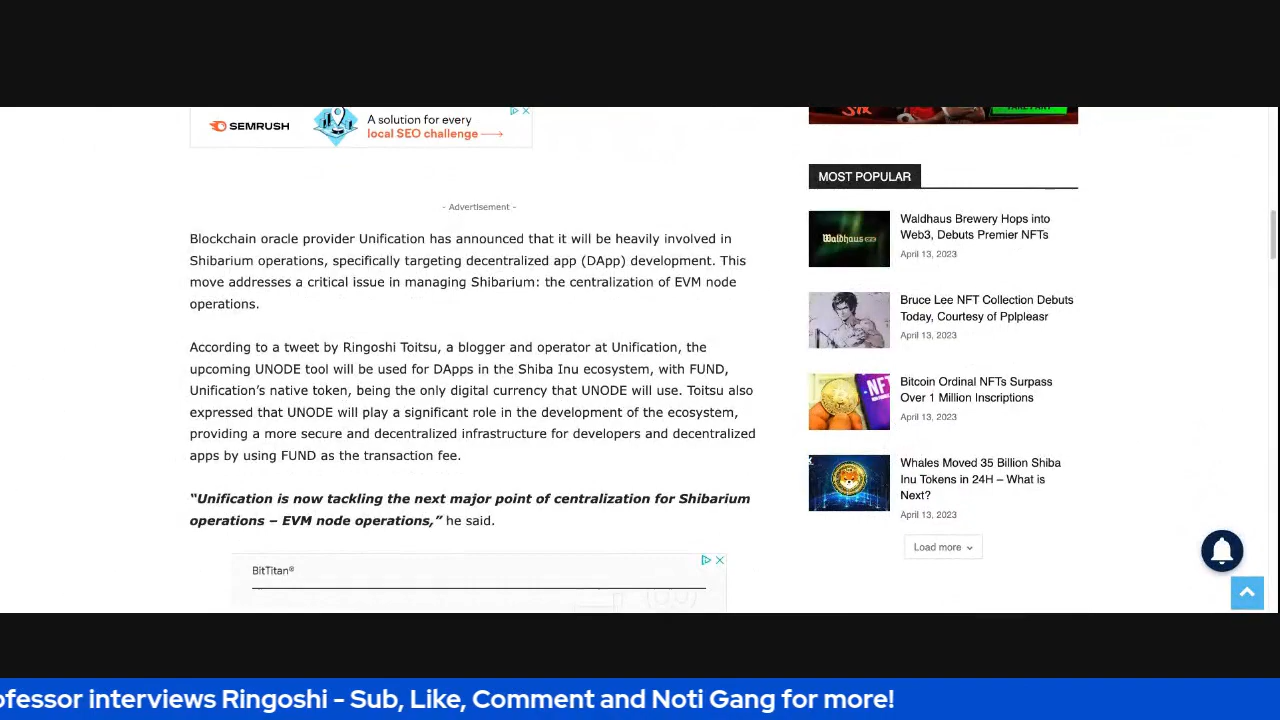 SEMRUSH
A solution for every
local SEO challenge
- Advertisement -
Blockchain oracle provider Unification has announced that it will be heavily involved in
Shibarium operations, specifically targeting decentralized app (DApp) development. This
move addresses a critical issue in managing Shibarium: the centralization of EVM node
operations.
According to a tweet by Ringoshi Toitsu, a blogger and operator at Unification, the
upcoming UNODE tool will be used for DApps in the Shiba Inu ecosystem, with FUND,
Unification’s native token, being the only digital currency that UNODE will use. Toitsu also
expressed that UNODE will play a significant role in the development of the ecosystem,
providing a more secure and decentralized infrastructure for developers and decentralized
apps by using FUND as the transaction fee.
“Unification is now tackling the next major point of centralization for Shibarium
operations – EVM node operations,” he said.
BitTitan®
MOST POPULAR
Waldhaus
Waldhaus Brewery Hops into
Web3, Debuts Premier NFTs
April 13, 2023
Bruce Lee NFT Collection Debuts
Today, Courtesy of Pplpleasr
April 13, 2023
NFT
Bitcoin Ordinal NFTs Surpass
Over 1 Million Inscriptions
April 13, 2023
Whales Moved 35 Billion Shiba
Inu Tokens in 24H – What is
Next?
April 13, 2023
Load more
ofessor interviews Ringoshi - Sub, Like, Comment and Noti Gang for more!